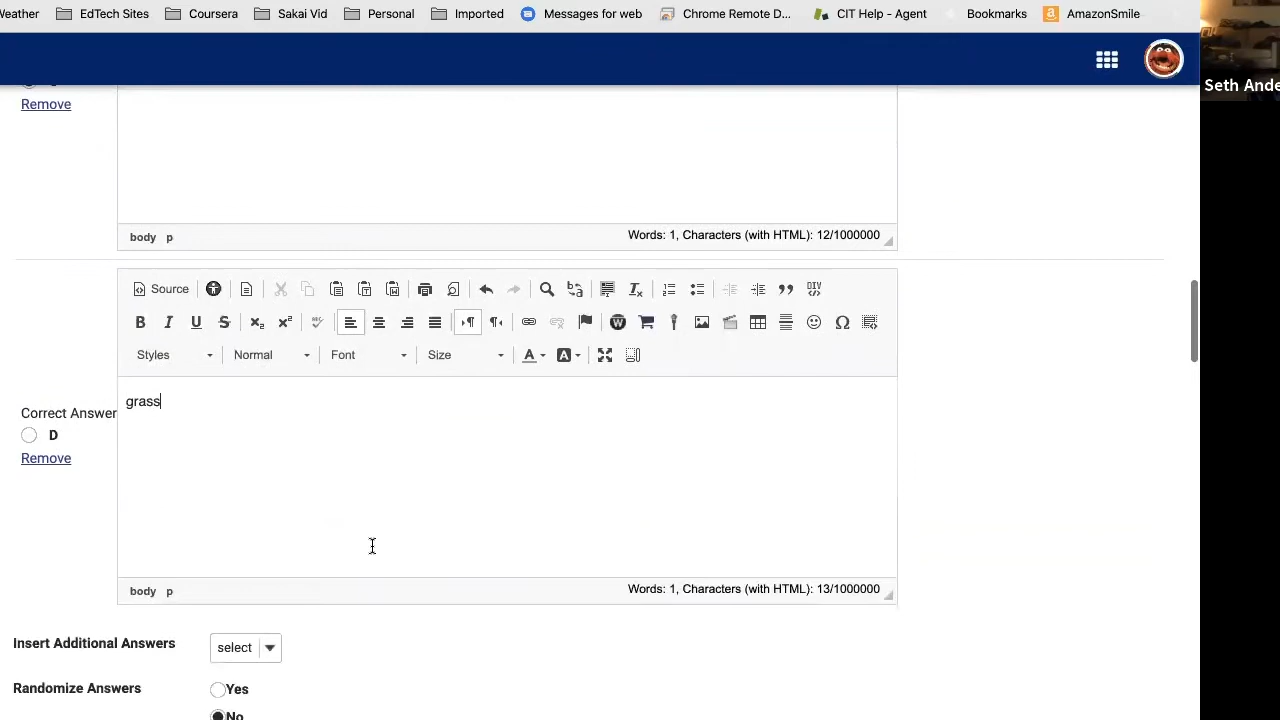 Weather EdTech Sites Coursera Sakai Vid Personal Imported Messages for web Chrome Remote D... CIT Help - Agent Bookmarks AmazonSmile
Seth Ande
Remove
body p Words: 1, Characters (with HTML): 12/1000000
Source
Styles Normal Font Size A A
grass
Correct Answer
D
Remove
body p Words: 1, Characters (with HTML): 13/1000000
Insert Additional Answers select
Randomize Answers Yes
No